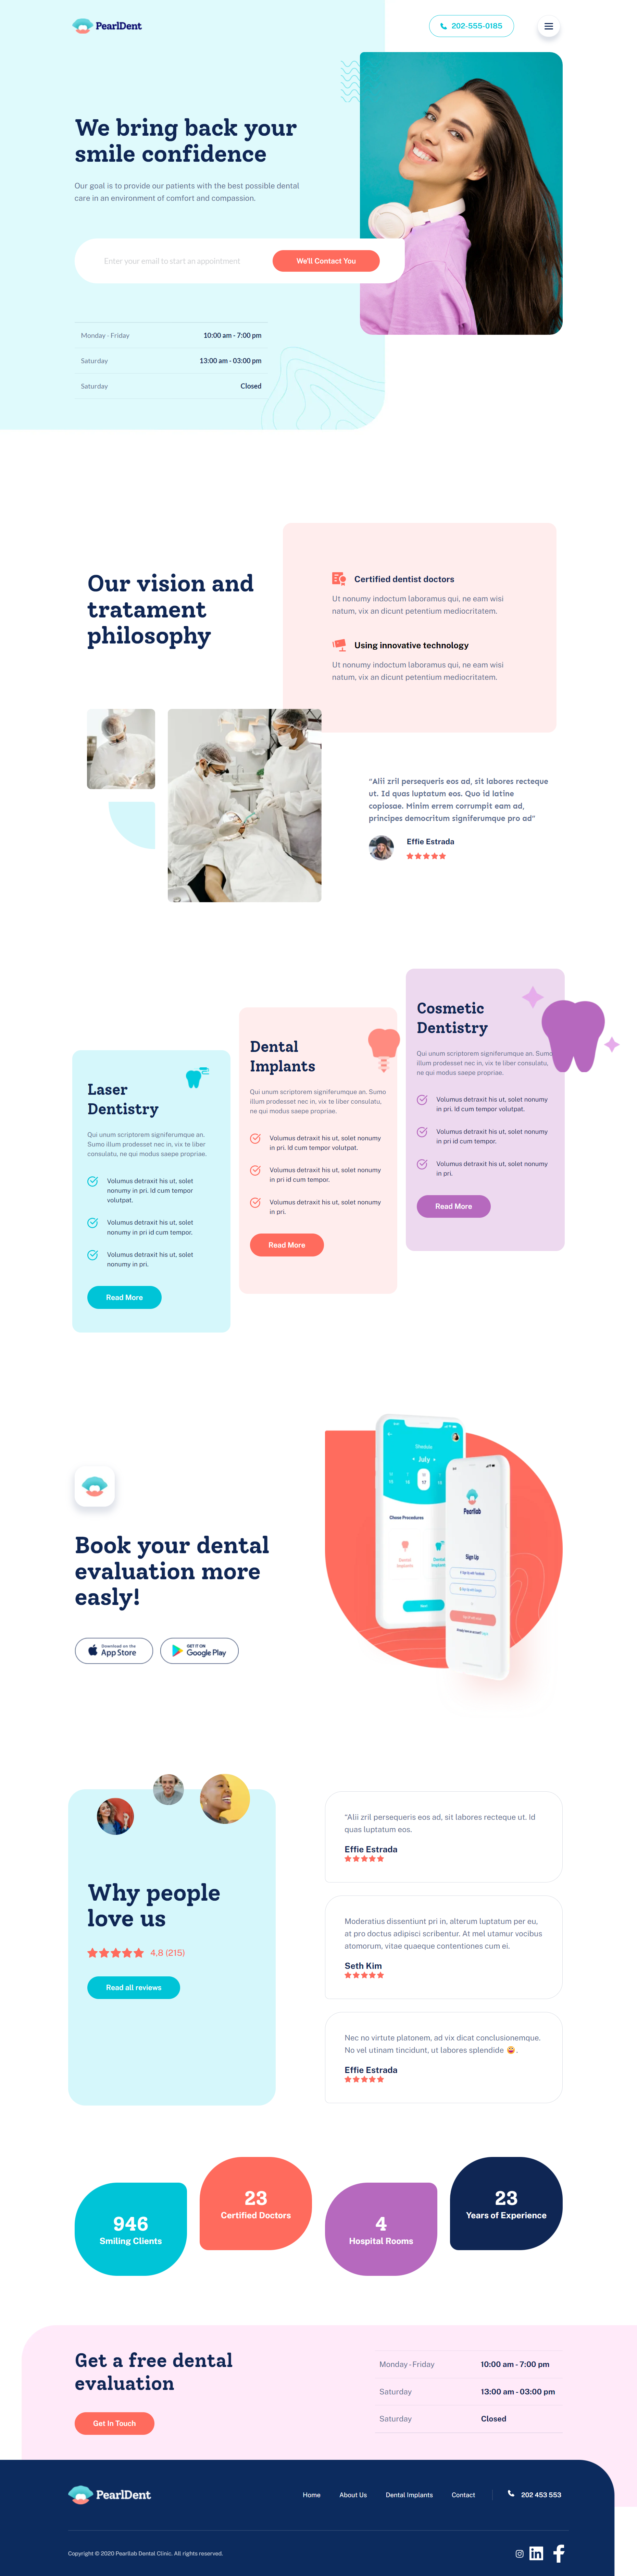 PearlDent
202-555-0185
We bring back your
smile confidence
Our goal is to provide our patients with the best possible dental
care in an environment of comfort and compassion.
Enter your email to start an appointment
We'll Contact You
Monday - Friday 10:00 am - 7:00 pm
Saturday 13:00 am - 03:00 pm
Saturday Closed
Our vision and
tratament
philosophy
Certified dentist doctors
Ut nonumy indoctum laboramus qui, ne eam wisi
natum, vix an dicunt petentium mediocritatem.
Using innovative technology
Ut nonumy indoctum laboramus qui, ne eam wisi
natum, vix an dicunt petentium mediocritatem.
“Alii zril persequeris eos ad, sit labores recteque
ut. Id quas luptatum eos. Quo id latine
copiosae. Minim errem corrumpit eam ad,
principes democritum signiferumque pro ad”
Effie Estrada
Laser
Dentistry
Qui unum scriptorem signiferumque an.
Sumo illum prodesset nec in, vix te liber
consulatu, ne qui modus saepe propriae.
Volumus detraxit his ut, solet
nonumy in pri. Id cum tempor
volutpat.
Volumus detraxit his ut, solet
nonumy in pri id cum tempor.
Volumus detraxit his ut, solet
nonumy in pri.
Read More
Dental
Implants
Qui unum scriptorem signiferumque an. Sumo
illum prodesset nec in, vix te liber consulatu,
ne qui modus saepe propriae.
Volumus detraxit his ut, solet nonumy
in pri. Id cum tempor volutpat.
Volumus detraxit his ut, solet nonumy
in pri id cum tempor.
Volumus detraxit his ut, solet nonumy
in pri.
Read More
Cosmetic
Dentistry
Qui unum scriptorem signiferumque an. Sumo
illum prodesset nec in, vix te liber consulatu,
ne qui modus saepe propriae.
Volumus detraxit his ut, solet nonumy
in pri. Id cum tempor volutpat.
Volumus detraxit his ut, solet nonumy
in pri id cum tempor.
Volumus detraxit his ut, solet nonumy
in pri.
Read More
Book your dental
evaluation more
easly!
Download on the
App Store
GET IT ON
Google Play
Schedule
July
Choose Procedures
Dental
Implants
Next
Pearllab
Sign Up
Why people
love us
4,8 (215)
Read all reviews
“Alii zril persequeris eos ad, sit labores recteque ut. Id
quas luptatum eos.
Effie Estrada
Moderatius dissentiunt pri in, alterum luptatum per eu,
at pro doctus adipisci scribentur. At mel utamur vocibus
atomorum, vitae quaeque contentiones cum ei.
Seth Kim
Nec no virtute platonem, ad vix dicat conclusionemque.
No vel utinam tincidunt, ut labores splendide 😀.
Effie Estrada
946
Smiling Clients
23
Certified Doctors
4
Hospital Rooms
23
Years of Experience
Get a free dental
evaluation
Get In Touch
Monday - Friday 10:00 am - 7:00 pm
Saturday 13:00 am - 03:00 pm
Saturday Closed
PearlDent
Home About Us Dental Implants Contact 202 453 553
Copyright © 2020 Pearllab Dental Clinic. All rights reserved.